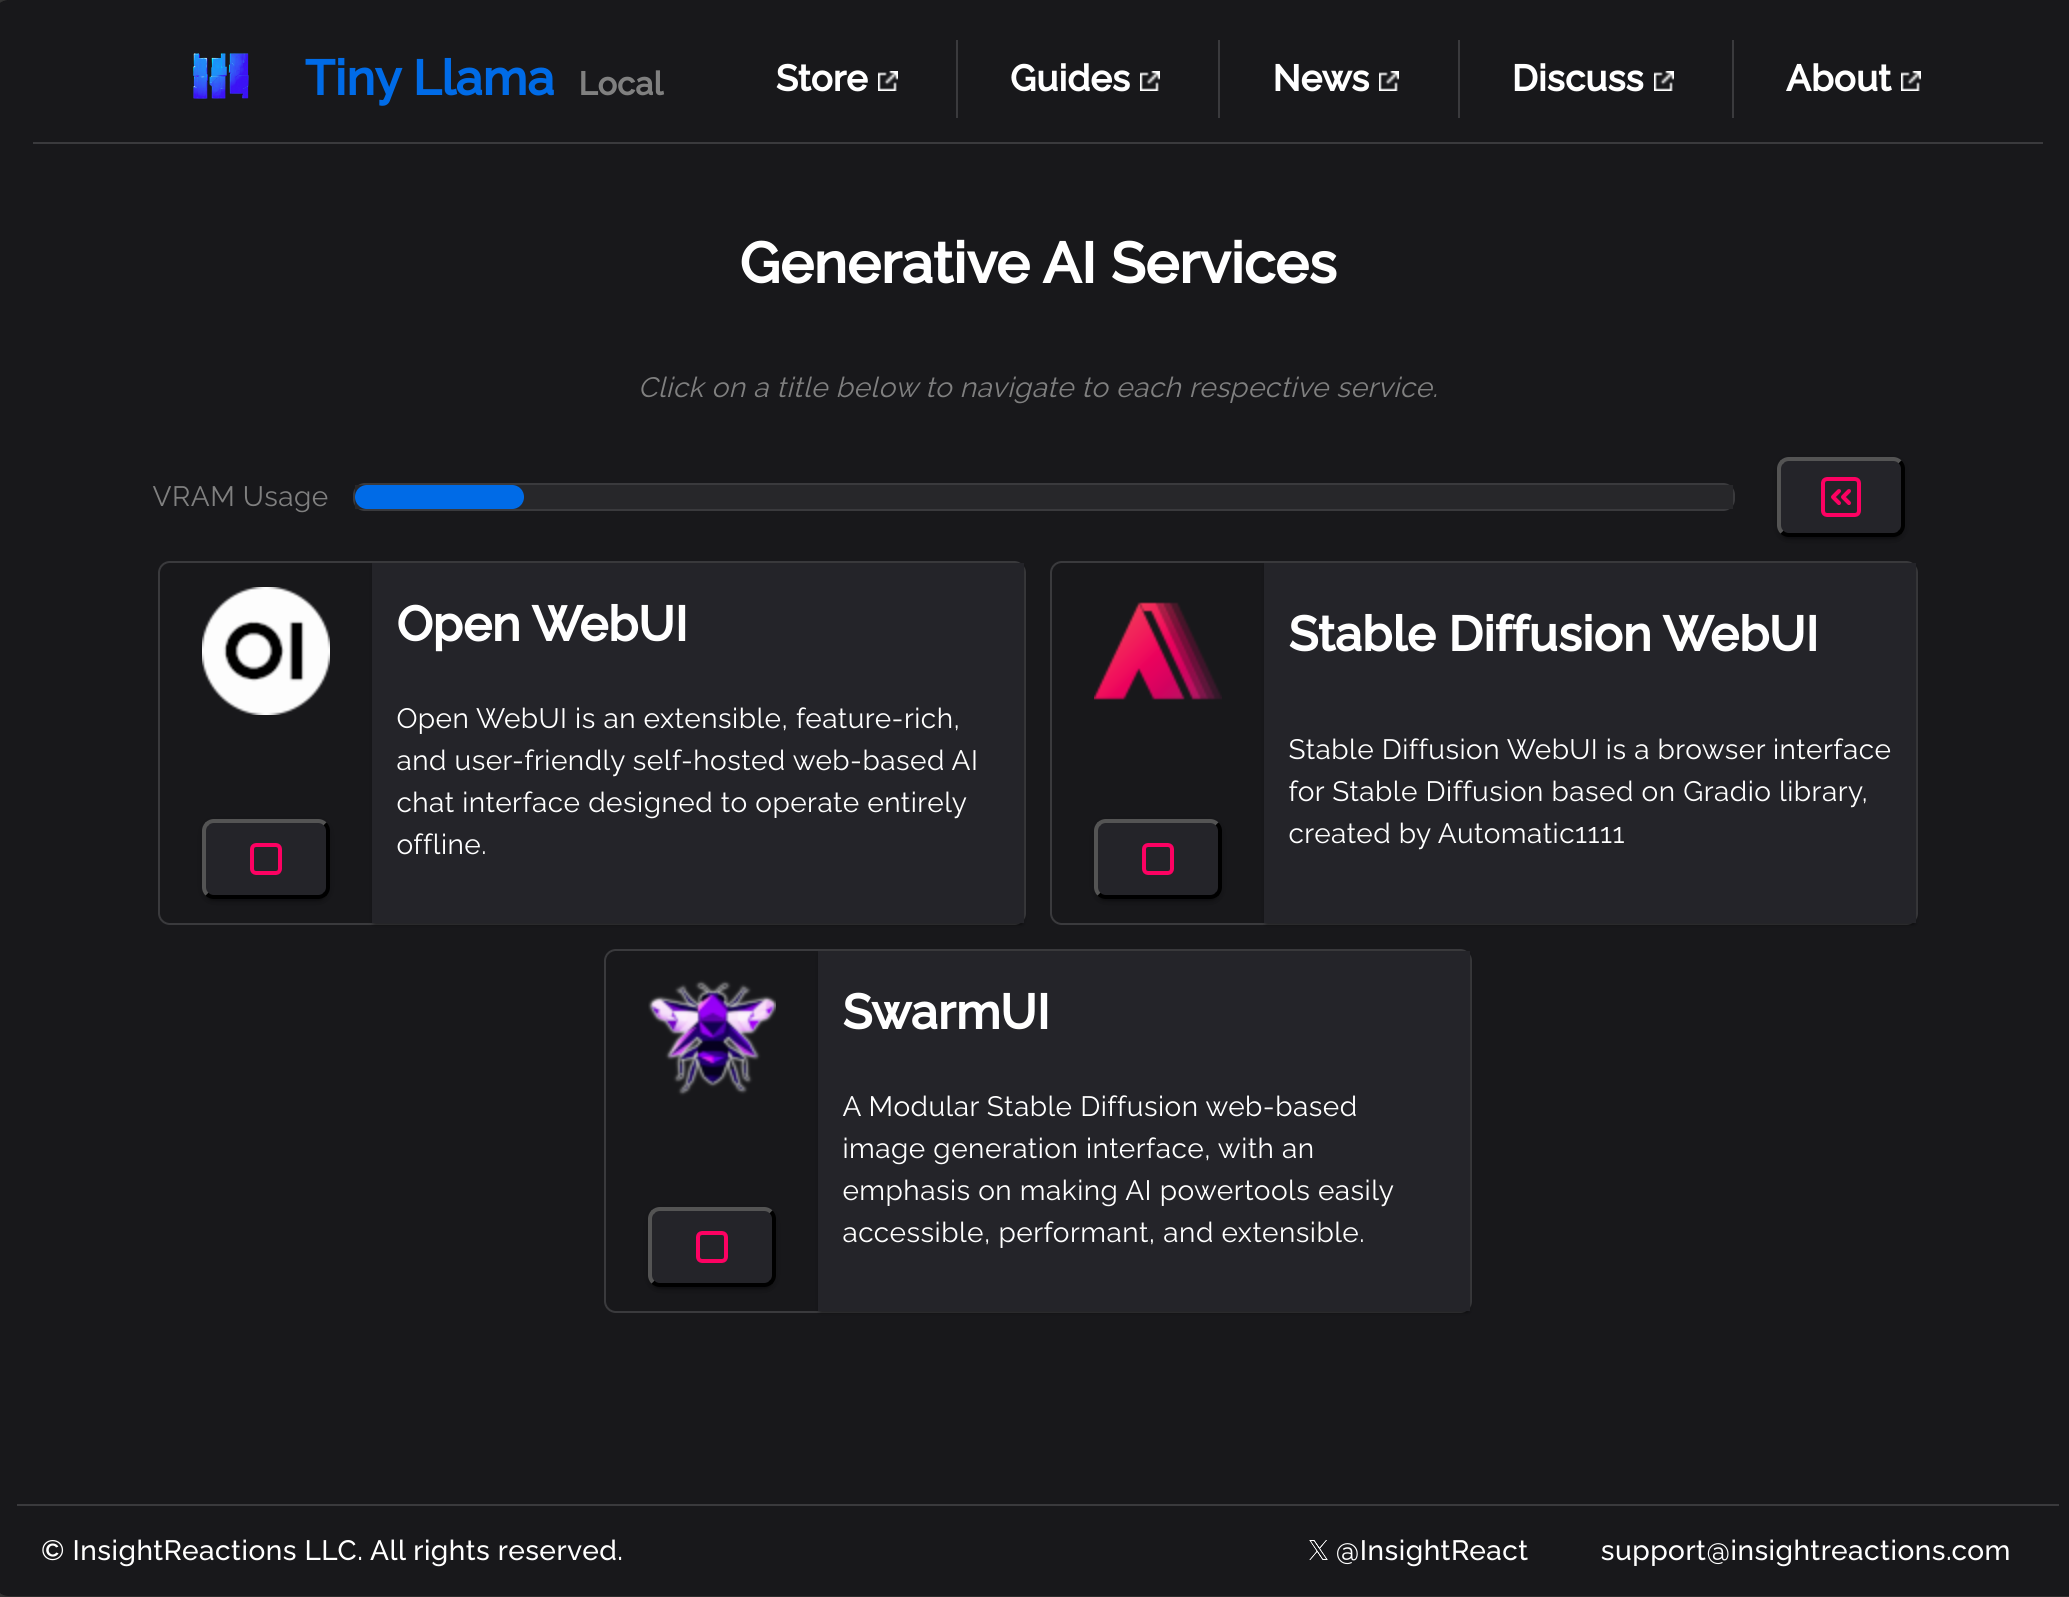 Tiny Llama Local Store Guides News Discuss About
Generative AI Services
Click on a title below to navigate to each respective service.
VRAM Usage
OI
Open WebUI
Open WebUI is an extensible, feature-rich,
and user-friendly self-hosted web-based AI
chat interface designed to operate entirely
offline.
Stable Diffusion WebUI
Stable Diffusion WebUI is a browser interface
for Stable Diffusion based on Gradio library,
created by Automatic1111
SwarmUI
A Modular Stable Diffusion web-based
image generation interface, with an
emphasis on making AI powertools easily
accessible, performant, and extensible.
© InsightReactions LLC. All rights reserved.
𝕏 @InsightReact
support@insightreactions.com